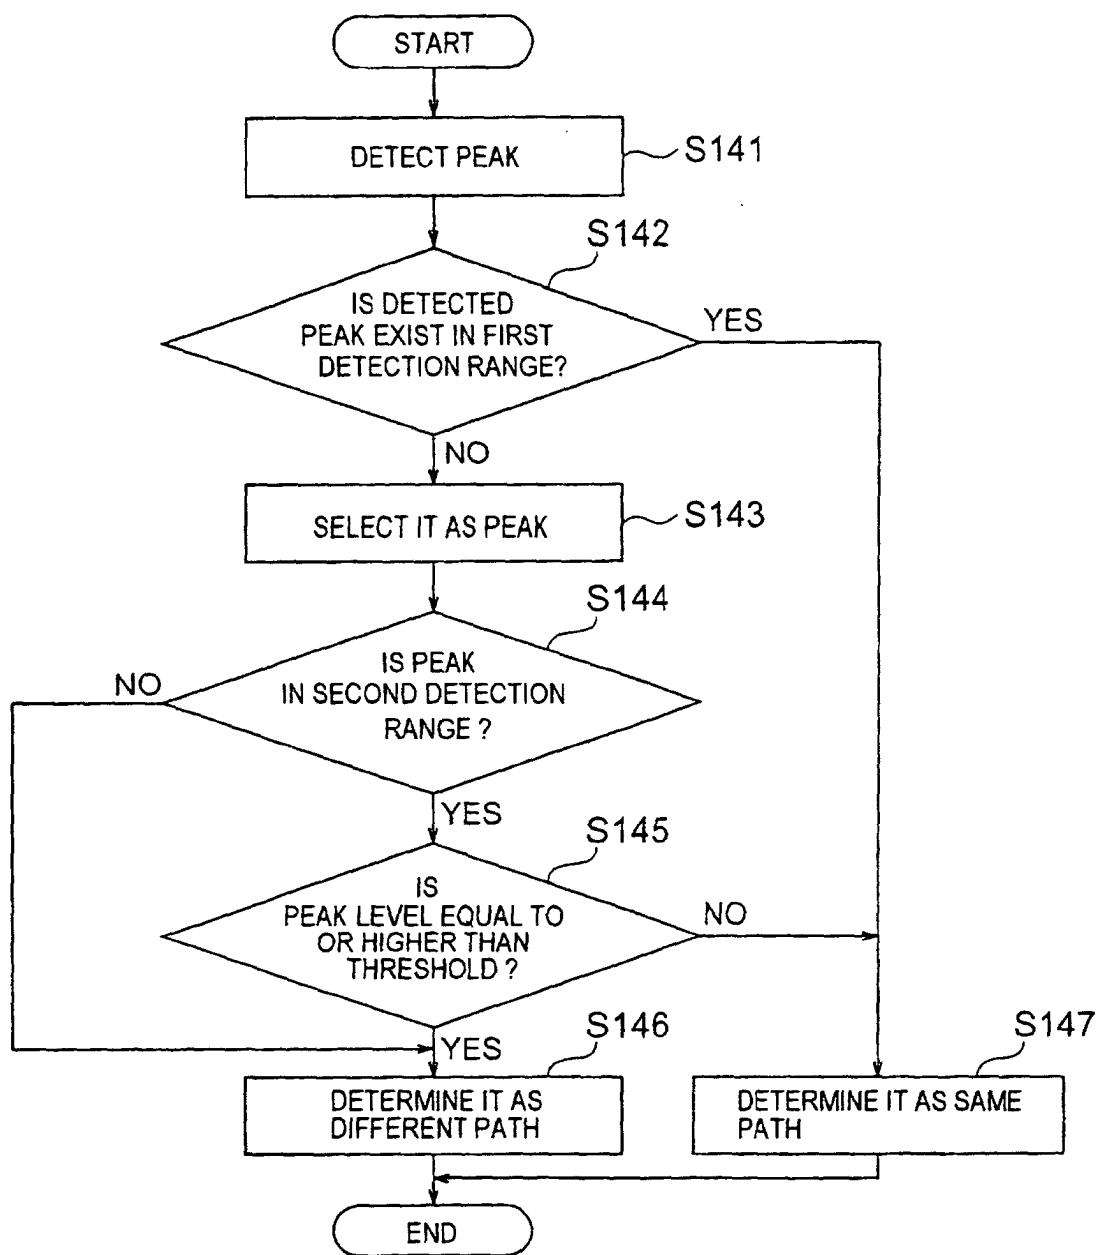 START
DETECT PEAK
S141
S142
IS DETECTED
PEAK EXIST IN FIRST
DETECTION RANGE?
YES
NO
SELECT IT AS PEAK
S143
S144
IS PEAK
IN SECOND DETECTION
RANGE ?
NO
YES
S145
IS
PEAK LEVEL EQUAL TO
OR HIGHER THAN
THRESHOLD ?
NO
YES
S146
DETERMINE IT AS
DIFFERENT PATH
S147
DETERMINE IT AS SAME
PATH
END